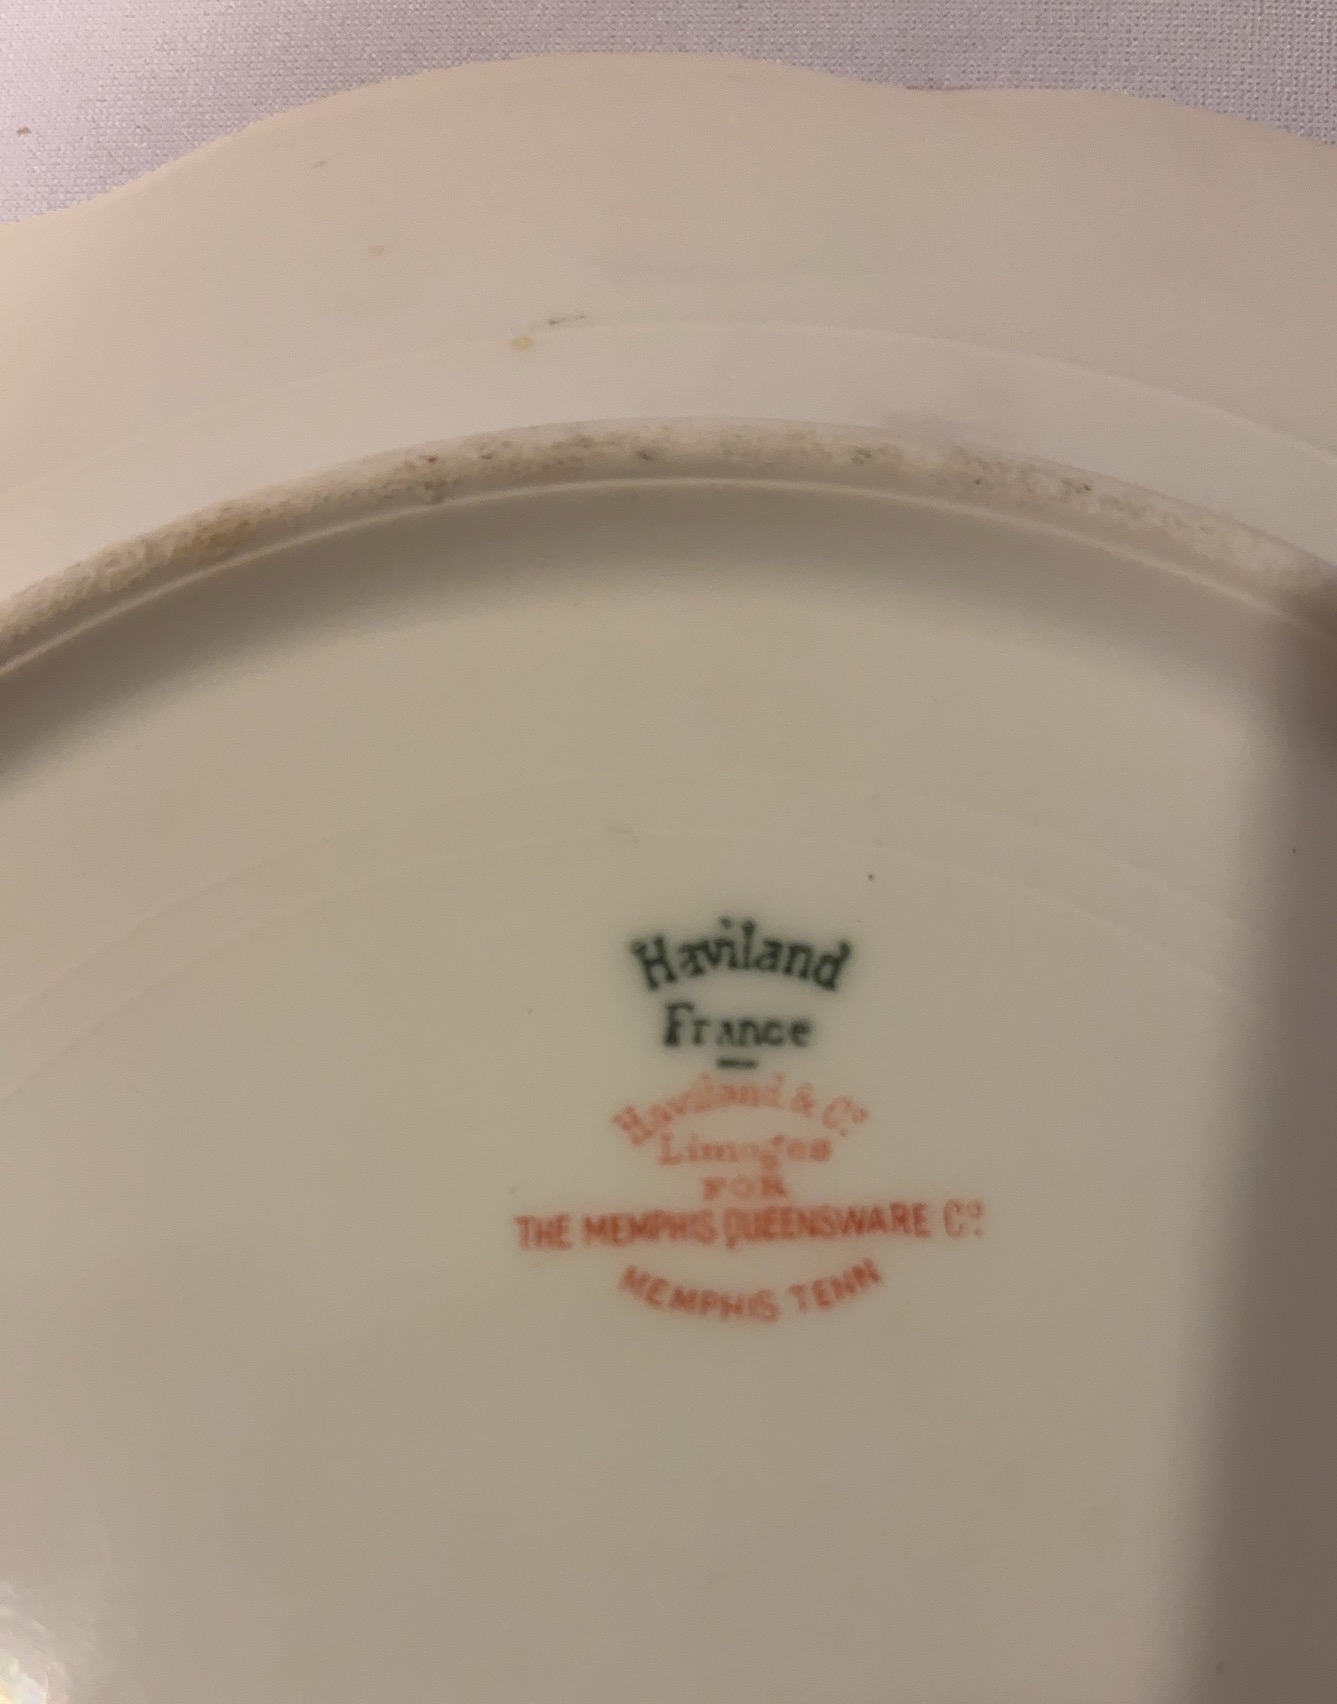 Haviland
France
Haviland & Co.
Limoges
FOR
THE MEMPHIS QUEENSWARE Co.
MEMPHIS TENN